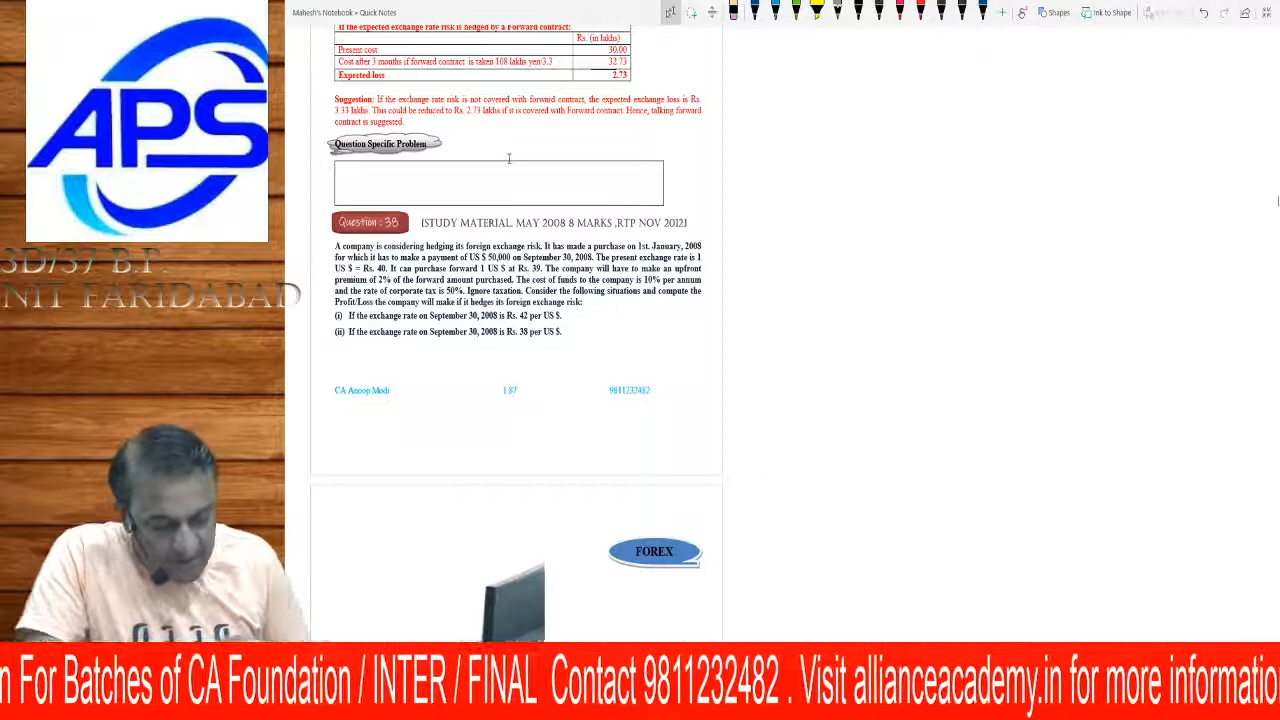 Mahesh's Notebook • Quick Notes
Shapes
Ink to Shape
If the expected exchange rate risk is hedged by a Forward contract:
Rs. (in lakhs)
Present cost 30.00
Cost after 3 months if forward contract is taken 108 lakhs yen/3.3 32.73
Expected loss 2.73
Suggestion: If the exchange rate risk is not covered with forward contract, the expected exchange loss is Rs.
3.33 lakhs. This could be reduced to Rs. 2.73 lakhs if it is covered with Forward contract. Hence, talking forward
contract is suggested.
Question Specific Problem
Question : 38 [STUDY MATERIAL, MAY 2008 8 MARKS ,RTP NOV 2012]
A company is considering hedging its foreign exchange risk. It has made a purchase on 1st. January, 2008
for which it has to make a payment of US $ 50,000 on September 30, 2008. The present exchange rate is 1
US $ = Rs. 40. It can purchase forward 1 US $ at Rs. 39. The company will have to make an upfront
premium of 2% of the forward amount purchased. The cost of funds to the company is 10% per annum
and the rate of corporate tax is 50%. Ignore taxation. Consider the following situations and compute the
Profit/Loss the company will make if it hedges its foreign exchange risk:
(i) If the exchange rate on September 30, 2008 is Rs. 42 per US $.
(ii) If the exchange rate on September 30, 2008 is Rs. 38 per US $.
CA Anoop Modi 1.87 9811232482
FOREX
APS
3D/37 B.P.
NIT FARIDABAD
n For Batches of CA Foundation / INTER / FINAL Contact 9811232482 . Visit allianceacademy.in for more informatio